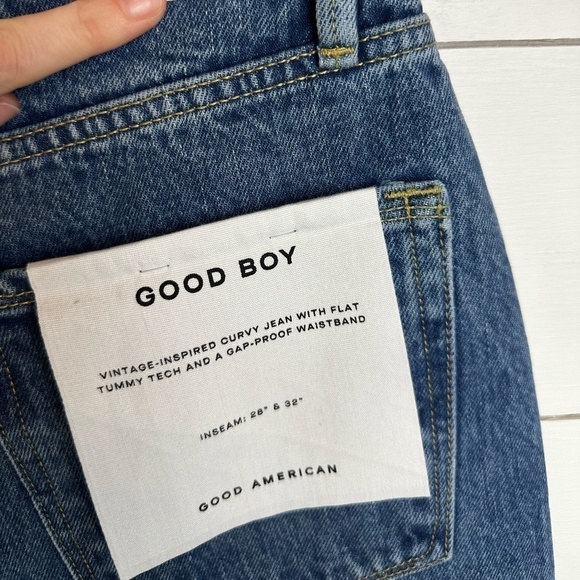 GOOD BOY
VINTAGE-INSPIRED CURVY JEAN WITH FLAT
TUMMY TECH AND A GAP-PROOF WAISTBAND
INSEAM: 28" & 32"
GOOD AMERICAN